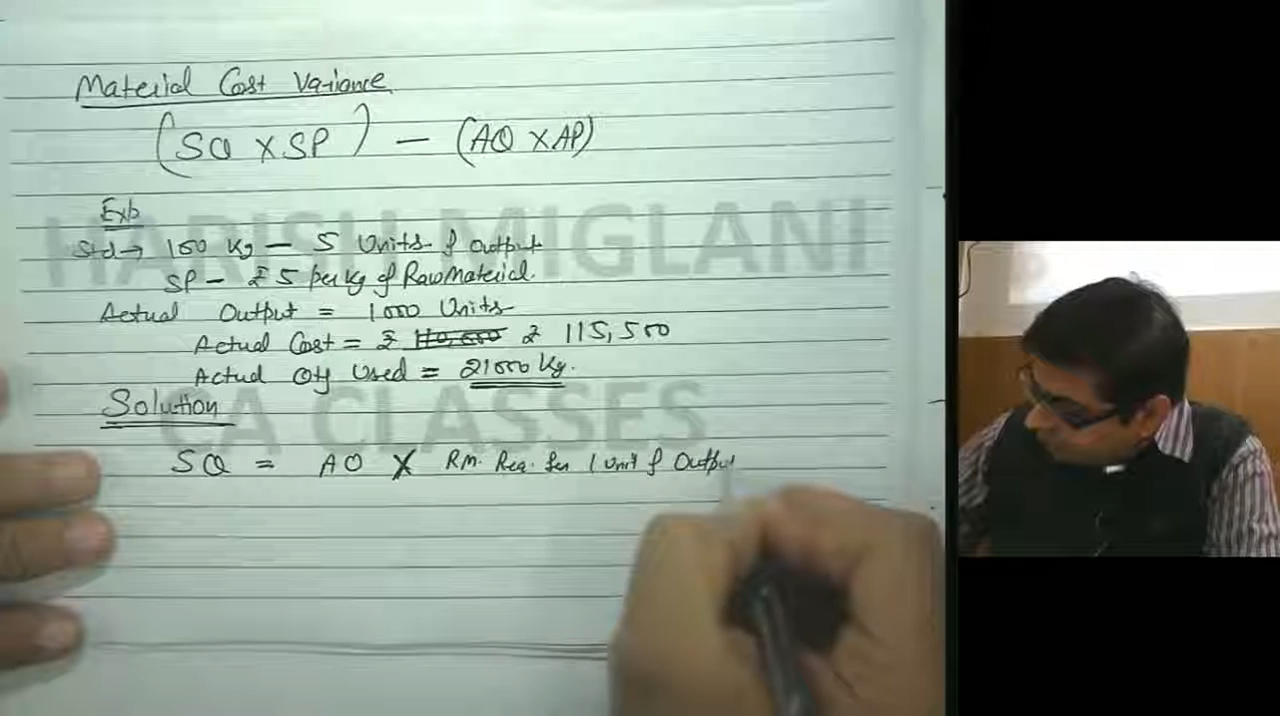 Material Cost Variance
(SQ X SP) — (AQ X AP)
Exp
Std → 100 Kg — 5 Units of Output
SP — ₹ 5 per Kg of Raw Material.
Actual Output = 1000 Units
Actual Cost = ₹ 110,000 ₹ 115,500
Actual Qty Used = 21000 Kg.
Solution
SQ = AO X RM. Req. for 1 Unit of Output
HARISH MIGLANI
CA CLASSES